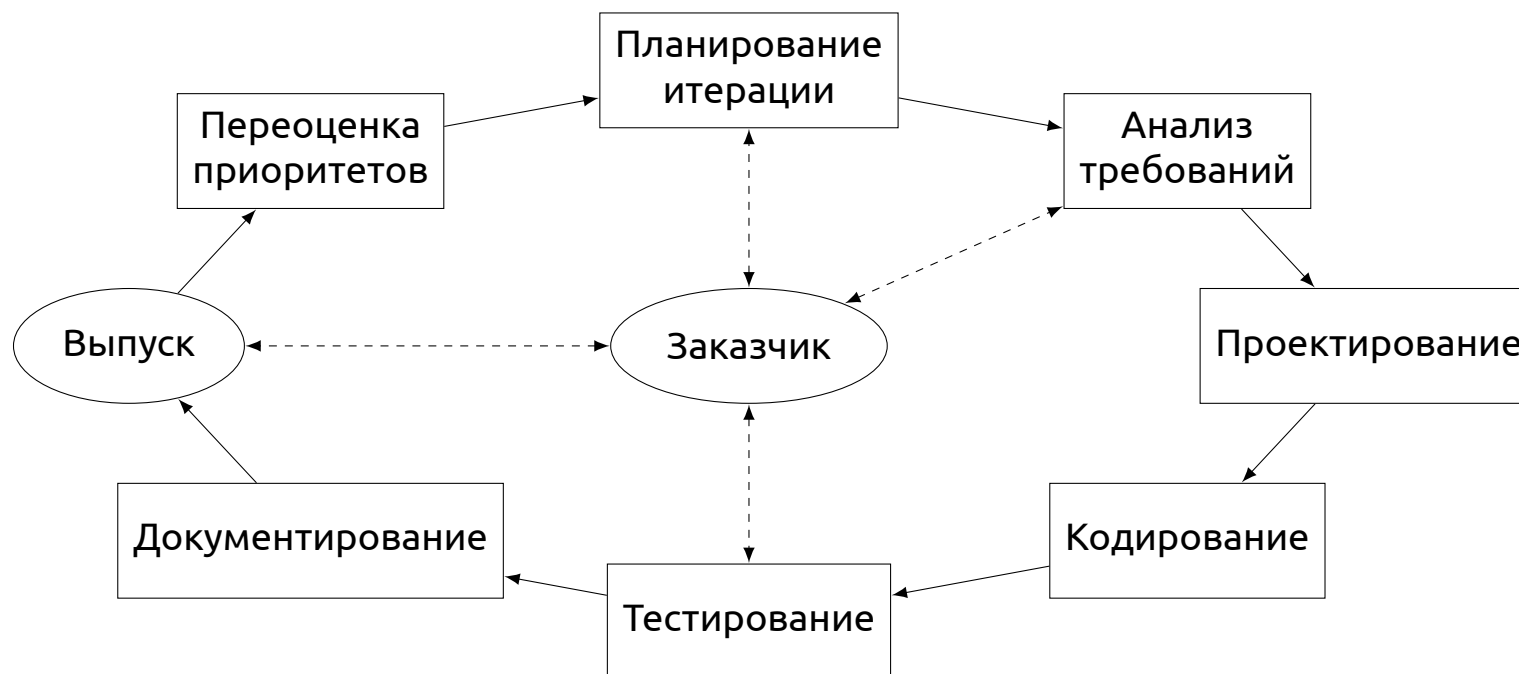 Планирование
итерации
Переоценка
приоритетов
Анализ
требований
Выпуск
Заказчик
Проектирование
Документирование
Кодирование
Тестирование